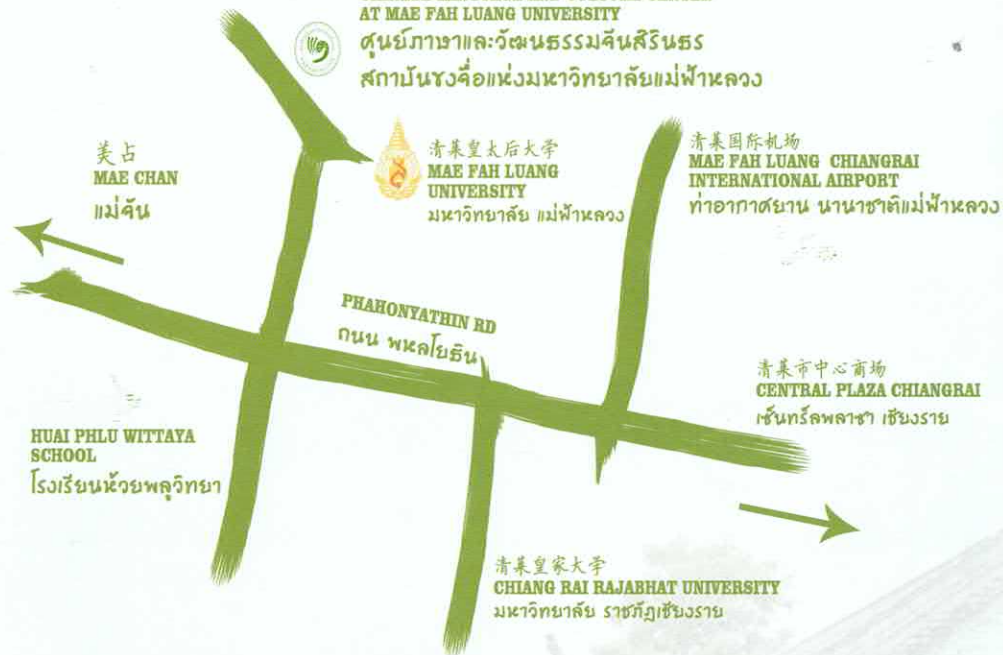 AT MAE FAH LUANG UNIVERSITY
ศูนย์ภาษาและวัฒนธรรมจีนสิรินธร
สถาบันขงจื่อแห่งมหาวิทยาลัยแม่ฟ้าหลวง
美占
MAE CHAN
แม่จัน
清莱皇太后大学
MAE FAH LUANG
UNIVERSITY
มหาวิทยาลัย แม่ฟ้าหลวง
清莱国际机场
MAE FAH LUANG CHIANGRAI
INTERNATIONAL AIRPORT
ท่าอากาศยาน นานาชาติแม่ฟ้าหลวง
PHAHONYATHIN RD
ถนน พหลโยธิน
清莱市中心商场
CENTRAL PLAZA CHIANGRAI
เซ็นทรัลพลาซา เชียงราย
HUAI PHLU WITTAYA
SCHOOL
โรงเรียนห้วยพลูวิทยา
清莱皇家大学
CHIANG RAI RAJABHAT UNIVERSITY
มหาวิทยาลัย ราชภัฏเชียงราย